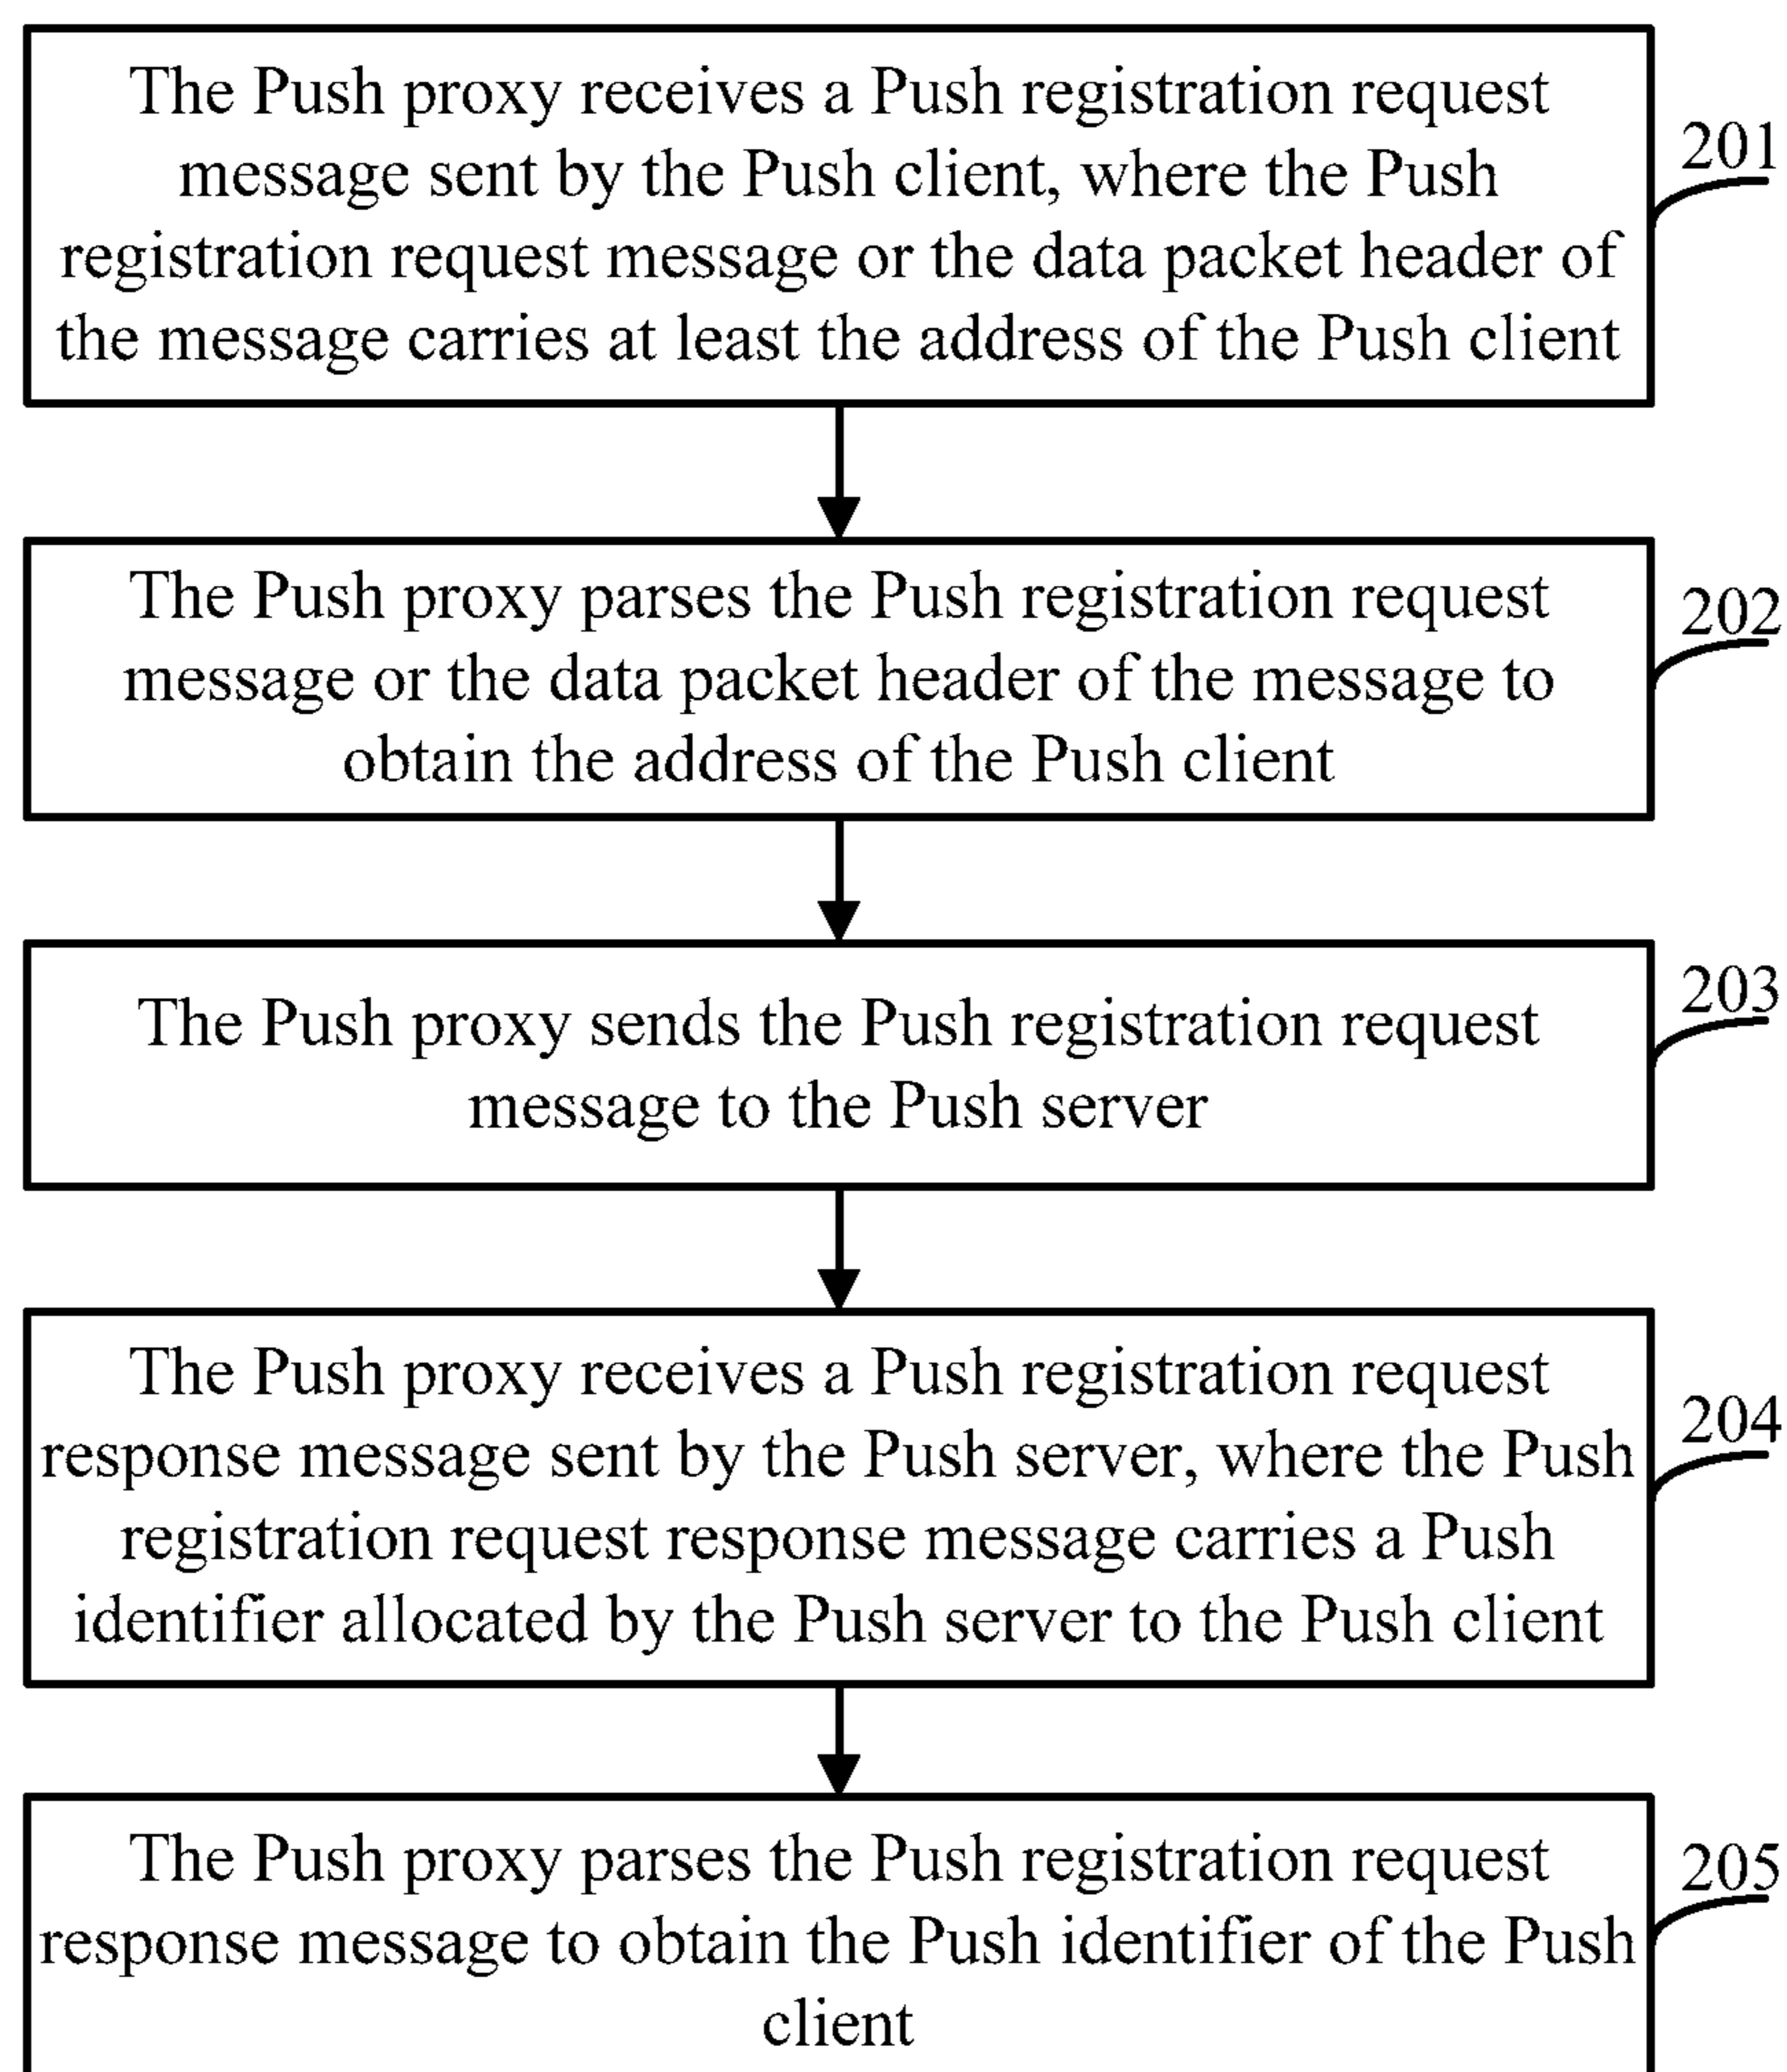 The Push proxy receives a Push registration request
message sent by the Push client, where the Push
registration request message or the data packet header of
the message carries at least the address of the Push client
201
The Push proxy parses the Push registration request
message or the data packet header of the message to
obtain the address of the Push client
202
The Push proxy sends the Push registration request
message to the Push server
203
The Push proxy receives a Push registration request
response message sent by the Push server, where the Push
registration request response message carries a Push
identifier allocated by the Push server to the Push client
204
The Push proxy parses the Push registration request
response message to obtain the Push identifier of the Push
client
205